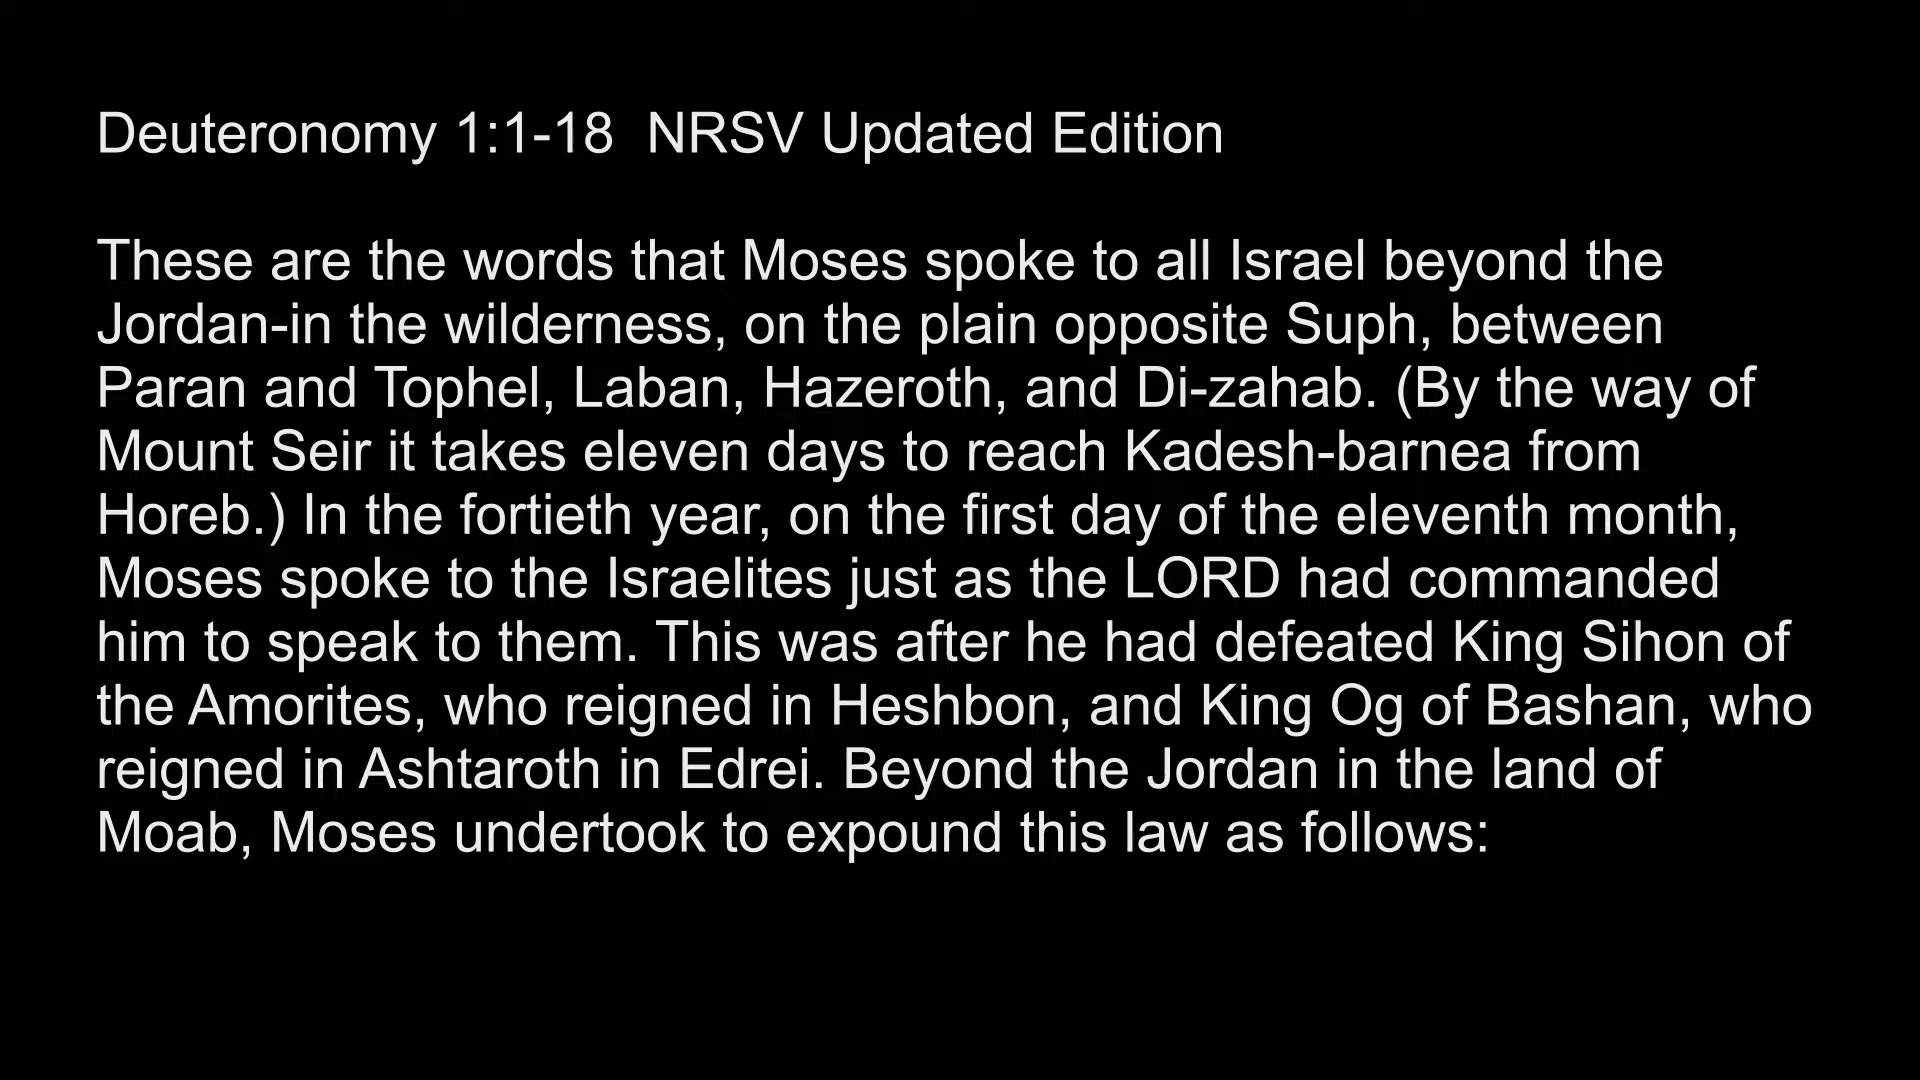 Deuteronomy 1:1-18  NRSV Updated Edition
These are the words that Moses spoke to all Israel beyond the
Jordan-in the wilderness, on the plain opposite Suph, between
Paran and Tophel, Laban, Hazeroth, and Di-zahab. (By the way of
Mount Seir it takes eleven days to reach Kadesh-barnea from
Horeb.) In the fortieth year, on the first day of the eleventh month,
Moses spoke to the Israelites just as the LORD had commanded
him to speak to them. This was after he had defeated King Sihon of
the Amorites, who reigned in Heshbon, and King Og of Bashan, who
reigned in Ashtaroth in Edrei. Beyond the Jordan in the land of
Moab, Moses undertook to expound this law as follows: